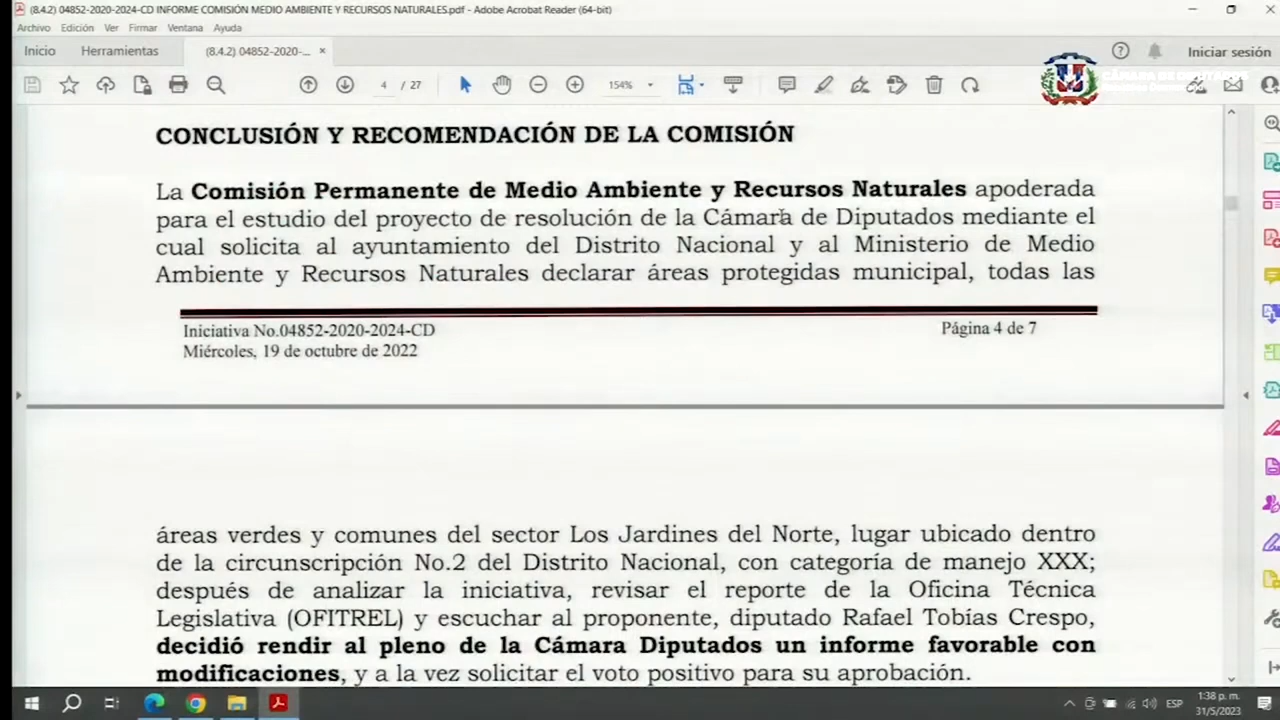 (8.4.2) 04852-2020-2024-CD INFORME COMISIÓN MEDIO AMBIENTE Y RECURSOS NATURALES.pdf - Adobe Acrobat Reader (64-bit)
Archivo Edición Ver Firmar Ventana Ayuda
Inicio Herramientas (8.4.2) 04852-2020-... × Iniciar sesión
4 / 27 154%
CÁMARA DE DIPUTADOS
CONCLUSIÓN Y RECOMENDACIÓN DE LA COMISIÓN
La Comisión Permanente de Medio Ambiente y Recursos Naturales apoderada
para el estudio del proyecto de resolución de la Cámara de Diputados mediante el
cual solicita al ayuntamiento del Distrito Nacional y al Ministerio de Medio
Ambiente y Recursos Naturales declarar áreas protegidas municipal, todas las
Iniciativa No.04852-2020-2024-CD Página 4 de 7
Miércoles, 19 de octubre de 2022
áreas verdes y comunes del sector Los Jardines del Norte, lugar ubicado dentro
de la circunscripción No.2 del Distrito Nacional, con categoría de manejo XXX;
después de analizar la iniciativa, revisar el reporte de la Oficina Técnica
Legislativa (OFITREL) y escuchar al proponente, diputado Rafael Tobías Crespo,
decidió rendir al pleno de la Cámara Diputados un informe favorable con
modificaciones, y a la vez solicitar el voto positivo para su aprobación.
ESP 1:38 p. m.
31/5/2023